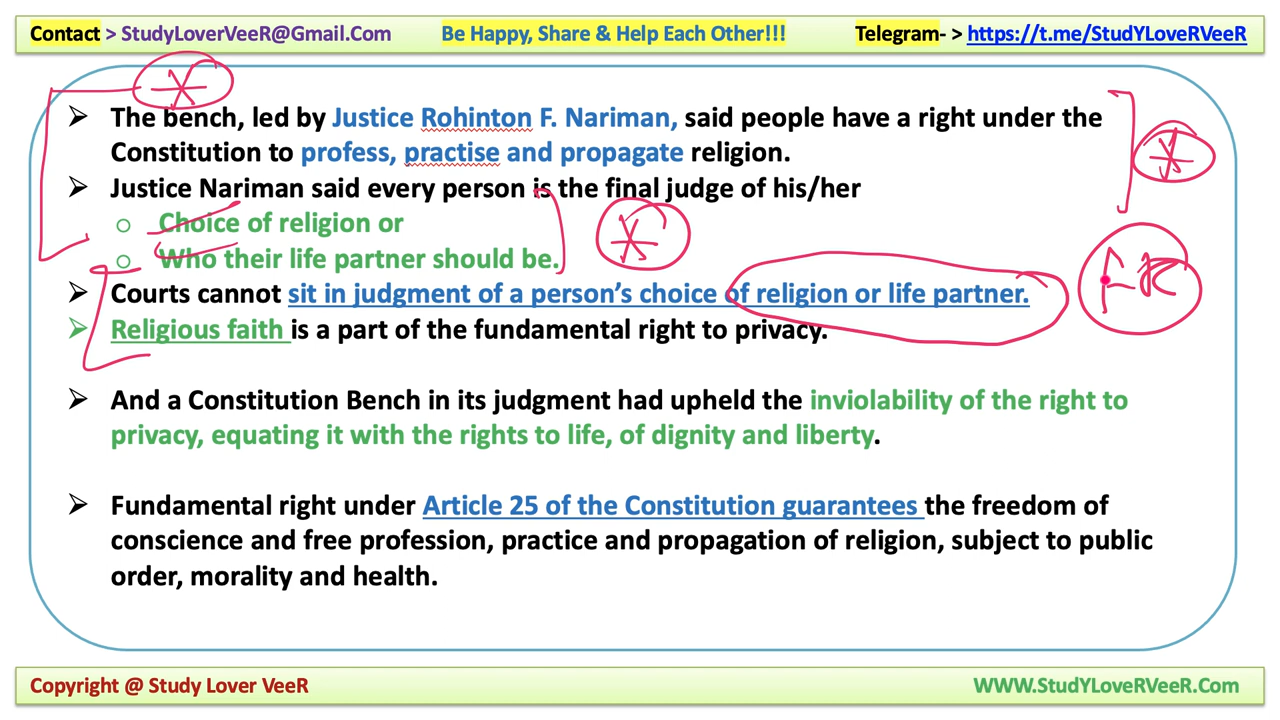 Contact > StudyLoverVeeR@Gmail.Com Be Happy, Share & Help Each Other!!! Telegram- > https://t.me/StudYLoveRVeeR
➢ The bench, led by Justice Rohinton F. Nariman, said people have a right under the
Constitution to profess, practise and propagate religion.
➢ Justice Nariman said every person is the final judge of his/her
o Choice of religion or
o Who their life partner should be.
➢ Courts cannot sit in judgment of a person's choice of religion or life partner.
➢ Religious faith is a part of the fundamental right to privacy.
FR
➢ And a Constitution Bench in its judgment had upheld the inviolability of the right to
privacy, equating it with the rights to life, of dignity and liberty.
➢ Fundamental right under Article 25 of the Constitution guarantees the freedom of
conscience and free profession, practice and propagation of religion, subject to public
order, morality and health.
Copyright @ Study Lover VeeR WWW.StudYLoveRVeeR.Com